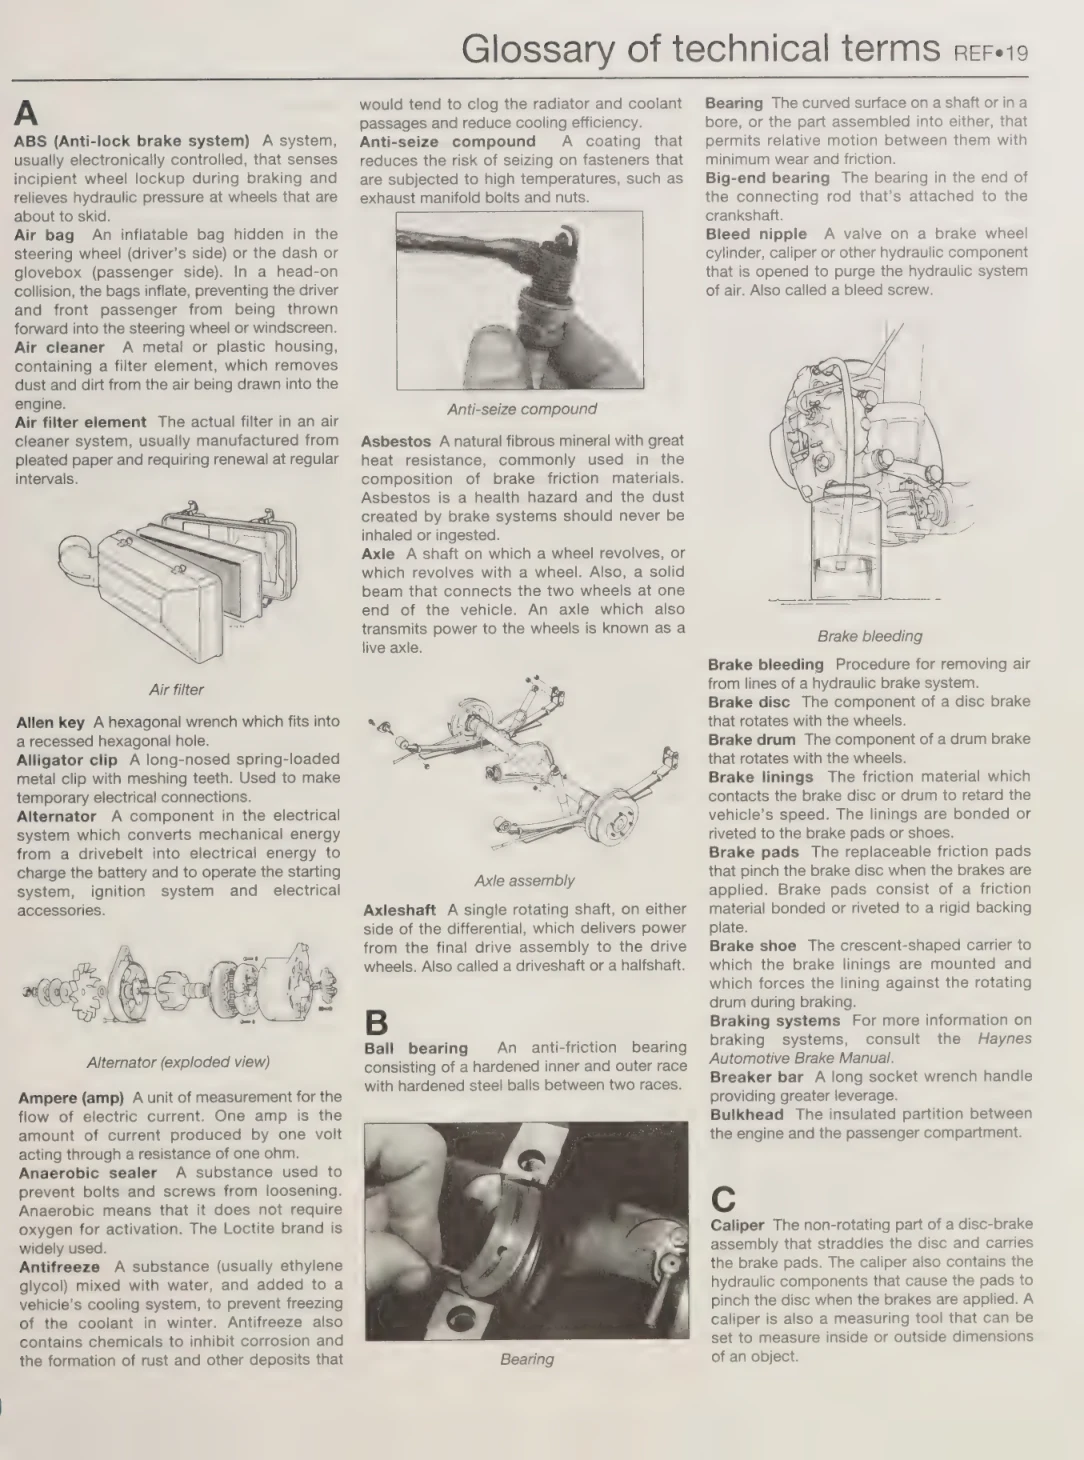 Glossary of technical terms REF•19
A
ABS (Anti-lock brake system) A system,
usually electronically controlled, that senses
incipient wheel lockup during braking and
relieves hydraulic pressure at wheels that are
about to skid.
Air bag An inflatable bag hidden in the
steering wheel (driver's side) or the dash or
glovebox (passenger side). In a head-on
collision, the bags inflate, preventing the driver
and front passenger from being thrown
forward into the steering wheel or windscreen.
Air cleaner A metal or plastic housing,
containing a filter element, which removes
dust and dirt from the air being drawn into the
engine.
Air filter element The actual filter in an air
cleaner system, usually manufactured from
pleated paper and requiring renewal at regular
intervals.
Air filter
Allen key A hexagonal wrench which fits into
a recessed hexagonal hole.
Alligator clip A long-nosed spring-loaded
metal clip with meshing teeth. Used to make
temporary electrical connections.
Alternator A component in the electrical
system which converts mechanical energy
from a drivebelt into electrical energy to
charge the battery and to operate the starting
system, ignition system and electrical
accessories.
Alternator (exploded view)
Ampere (amp) A unit of measurement for the
flow of electric current. One amp is the
amount of current produced by one volt
acting through a resistance of one ohm.
Anaerobic sealer A substance used to
prevent bolts and screws from loosening.
Anaerobic means that it does not require
oxygen for activation. The Loctite brand is
widely used.
Antifreeze A substance (usually ethylene
glycol) mixed with water, and added to a
vehicle's cooling system, to prevent freezing
of the coolant in winter. Antifreeze also
contains chemicals to inhibit corrosion and
the formation of rust and other deposits that
would tend to clog the radiator and coolant
passages and reduce cooling efficiency.
Anti-seize compound A coating that
reduces the risk of seizing on fasteners that
are subjected to high temperatures, such as
exhaust manifold bolts and nuts.
Anti-seize compound
Asbestos A natural fibrous mineral with great
heat resistance, commonly used in the
composition of brake friction materials.
Asbestos is a health hazard and the dust
created by brake systems should never be
inhaled or ingested.
Axle A shaft on which a wheel revolves, or
which revolves with a wheel. Also, a solid
beam that connects the two wheels at one
end of the vehicle. An axle which also
transmits power to the wheels is known as a
live axle.
Axle assembly
Axleshaft A single rotating shaft, on either
side of the differential, which delivers power
from the final drive assembly to the drive
wheels. Also called a driveshaft or a halfshaft.
B
Ball bearing An anti-friction bearing
consisting of a hardened inner and outer race
with hardened steel balls between two races.
Bearing
Bearing The curved surface on a shaft or in a
bore, or the part assembled into either, that
permits relative motion between them with
minimum wear and friction.
Big-end bearing The bearing in the end of
the connecting rod that's attached to the
crankshaft.
Bleed nipple A valve on a brake wheel
cylinder, caliper or other hydraulic component
that is opened to purge the hydraulic system
of air. Also called a bleed screw.
Brake bleeding
Brake bleeding Procedure for removing air
from lines of a hydraulic brake system.
Brake disc The component of a disc brake
that rotates with the wheels.
Brake drum The component of a drum brake
that rotates with the wheels.
Brake linings The friction material which
contacts the brake disc or drum to retard the
vehicle's speed. The linings are bonded or
riveted to the brake pads or shoes.
Brake pads The replaceable friction pads
that pinch the brake disc when the brakes are
applied. Brake pads consist of a friction
material bonded or riveted to a rigid backing
plate.
Brake shoe The crescent-shaped carrier to
which the brake linings are mounted and
which forces the lining against the rotating
drum during braking.
Braking systems For more information on
braking systems, consult the Haynes
Automotive Brake Manual.
Breaker bar A long socket wrench handle
providing greater leverage.
Bulkhead The insulated partition between
the engine and the passenger compartment.
C
Caliper The non-rotating part of a disc-brake
assembly that straddles the disc and carries
the brake pads. The caliper also contains the
hydraulic components that cause the pads to
pinch the disc when the brakes are applied. A
caliper is also a measuring tool that can be
set to measure inside or outside dimensions
of an object.